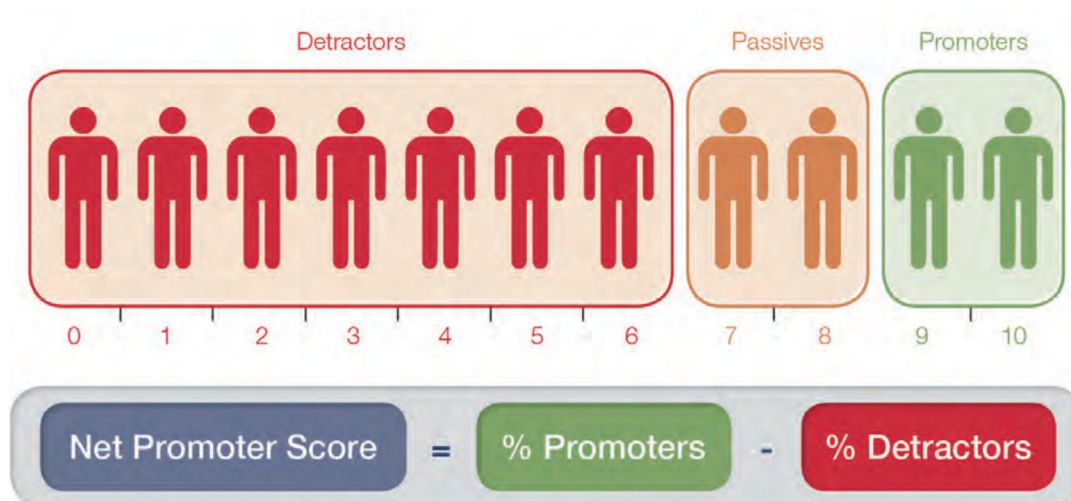 Detractors Passives Promoters
0 1 2 3 4 5 6 7 8 9 10
Net Promoter Score = % Promoters - % Detractors